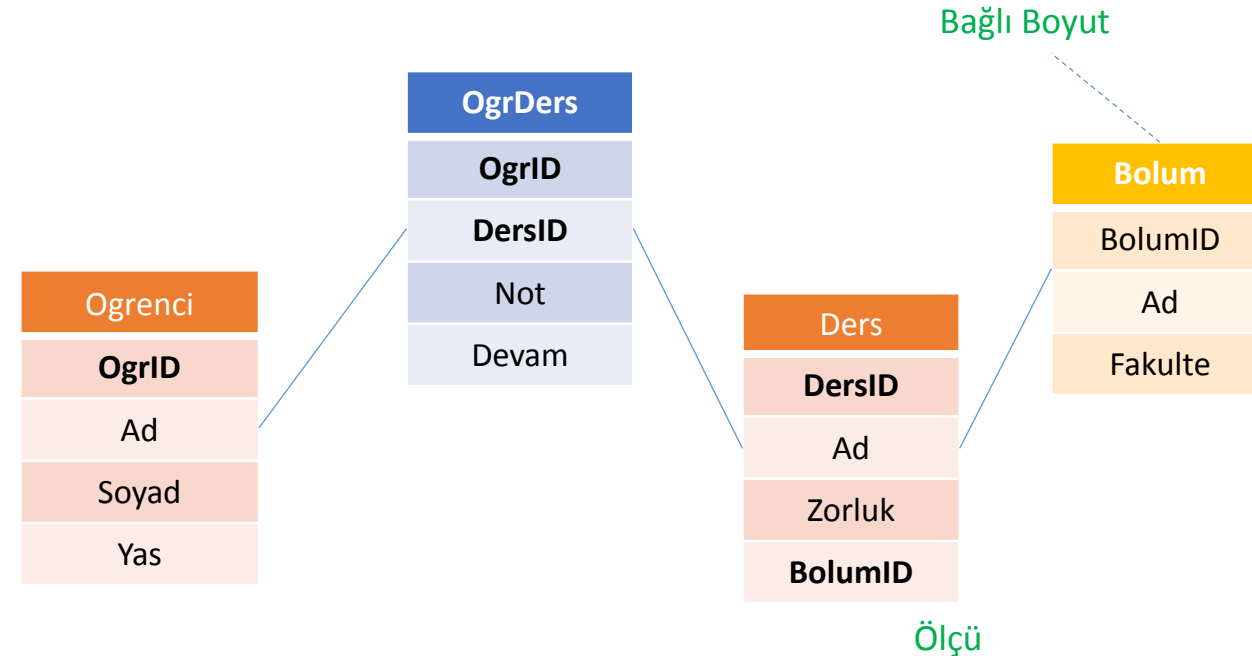 Bağlı Boyut
OgrDers
OgrID
DersID
Not
Devam
Bolum
BolumID
Ad
Fakulte
Ogrenci
OgrID
Ad
Soyad
Yas
Ders
DersID
Ad
Zorluk
BolumID
Ölçü